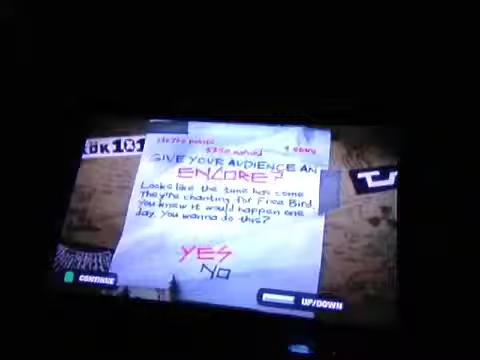 GIVE YOUR AUDIENCE AN
ENCORE?
Looks like the time has come
They're chanting for Free Bird,
you knew it would happen one
day. You wanna do this?
YES
NO
CONTINUE
UP/DOWN